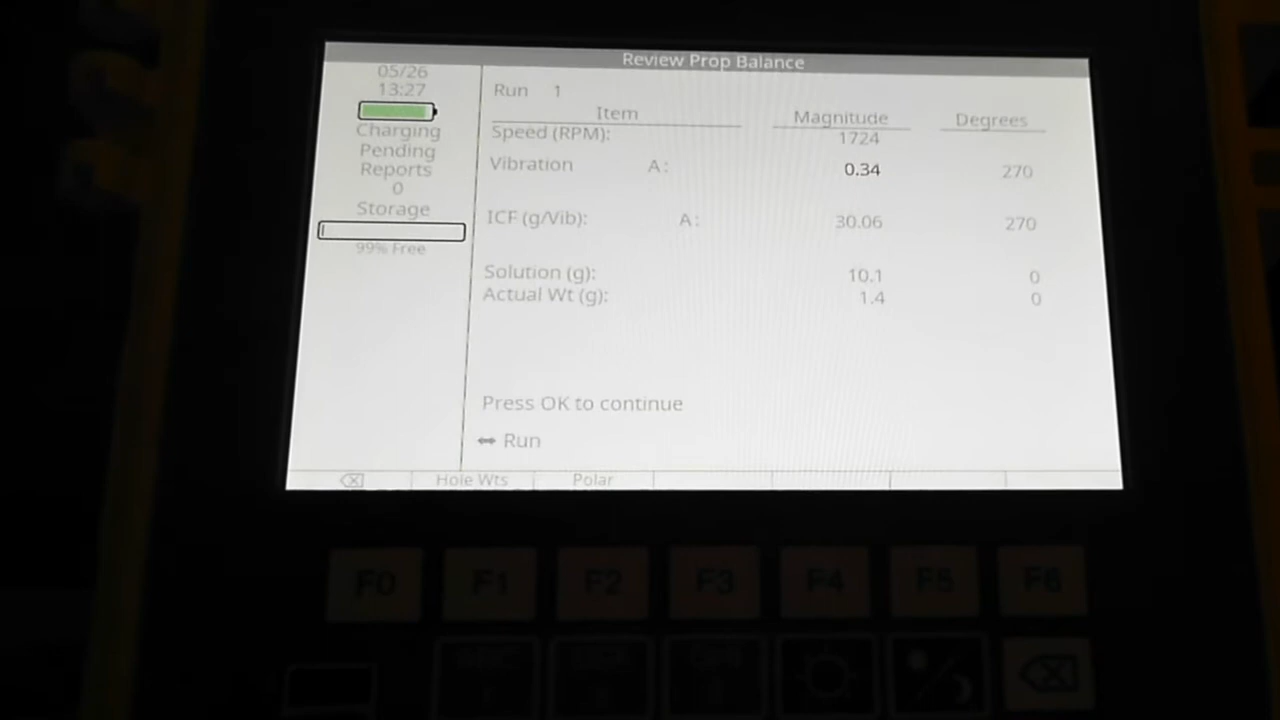 Review Prop Balance
05/26
13:27
Charging
Pending
Reports
0
Storage
99% Free
Run 1
Item Magnitude Degrees
Speed (RPM): 1724
Vibration A: 0.34 270
ICF (g/Vib): A: 30.06 270
Solution (g): 10.1 0
Actual Wt (g): 1.4 0
Press OK to continue
Run
Hole Wts Polar
F0 F1 F2 F3 F4 F5 F6